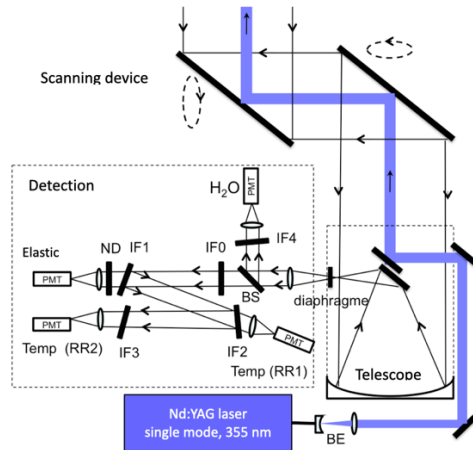 Scanning device
Detection
H₂O
PMT
IF4
ND
IF1
IF0
Elastic
PMT
BS
diaphragme
PMT
IF3
IF2
PMT
Temp (RR2)
Temp (RR1)
Telescope
Nd:YAG laser
single mode, 355 nm
BE